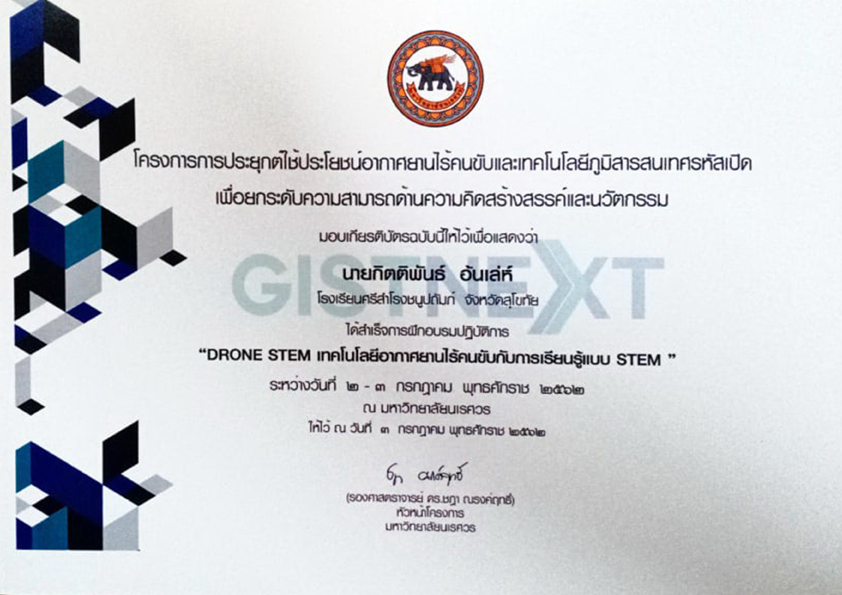 โครงการการประยุกต์ใช้ประโยชน์อากาศยานไร้คนขับและเทคโนโลยีภูมิสารสนเทศรหัสเปิด
เพื่อยกระดับความสามารถด้านความคิดสร้างสรรค์และนวัตกรรม
มอบเกียรติบัตรฉบับนี้ให้ไว้เพื่อแสดงว่า
GISTNEXT
นายกิตติพันธ์ อ้นเล่ห์
โรงเรียนศรีสำโรงชนูปถัมภ์ จังหวัดสุโขทัย
ได้สำเร็จการฝึกอบรมปฏิบัติการ
“DRONE STEM เทคโนโลยีอากาศยานไร้คนขับกับการเรียนรู้แบบ STEM ”
ระหว่างวันที่ ๒ - ๓ กรกฎาคม พุทธศักราช ๒๕๖๒
ณ มหาวิทยาลัยนเรศวร
ให้ไว้ ณ วันที่ ๓ กรกฎาคม พุทธศักราช ๒๕๖๒
(รองศาสตราจารย์ ดร.ชฎา ณรงค์ฤทธิ์)
หัวหน้าโครงการ
มหาวิทยาลัยนเรศวร